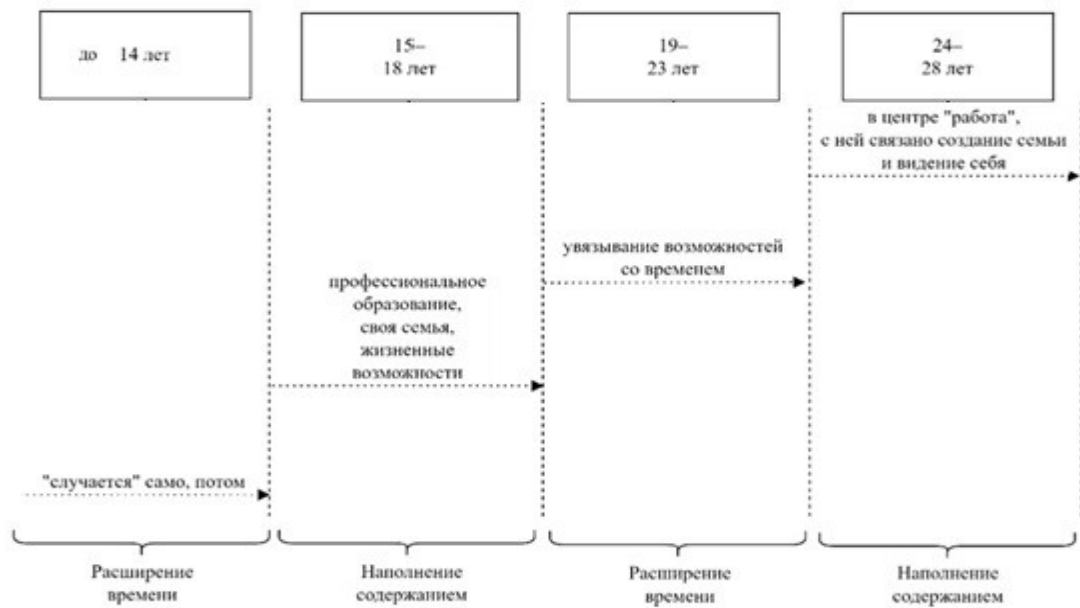 до 14 лет
15–
18 лет
19–
23 лет
24–
28 лет
в центре "работа",
с ней связано создание семьи
и видение себя
увязывание возможностей
со временем
профессиональное
образование,
своя семья,
жизненные
возможности
"случается" само, потом
Расширение
времени
Наполнение
содержанием
Расширение
времени
Наполнение
содержанием